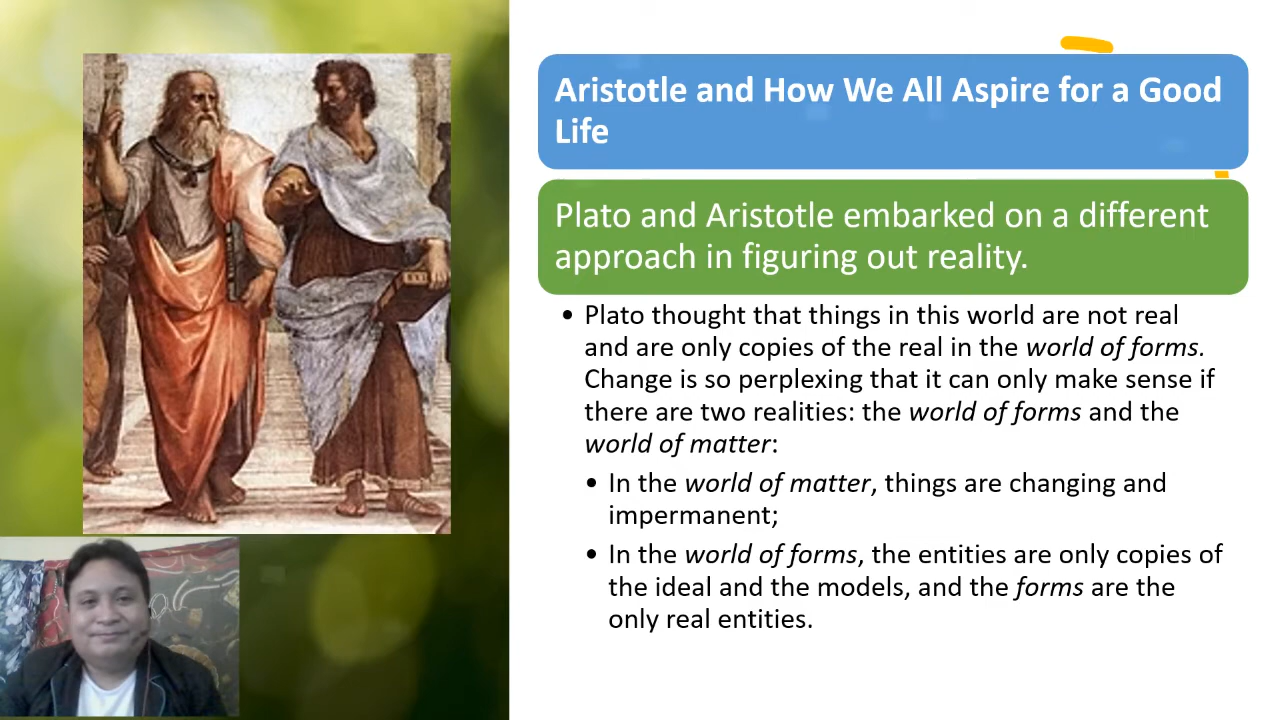 Aristotle and How We All Aspire for a Good
Life
Plato and Aristotle embarked on a different
approach in figuring out reality.
• Plato thought that things in this world are not real
and are only copies of the real in the world of forms.
Change is so perplexing that it can only make sense if
there are two realities: the world of forms and the
world of matter:
• In the world of matter, things are changing and
impermanent;
• In the world of forms, the entities are only copies of
the ideal and the models, and the forms are the
only real entities.